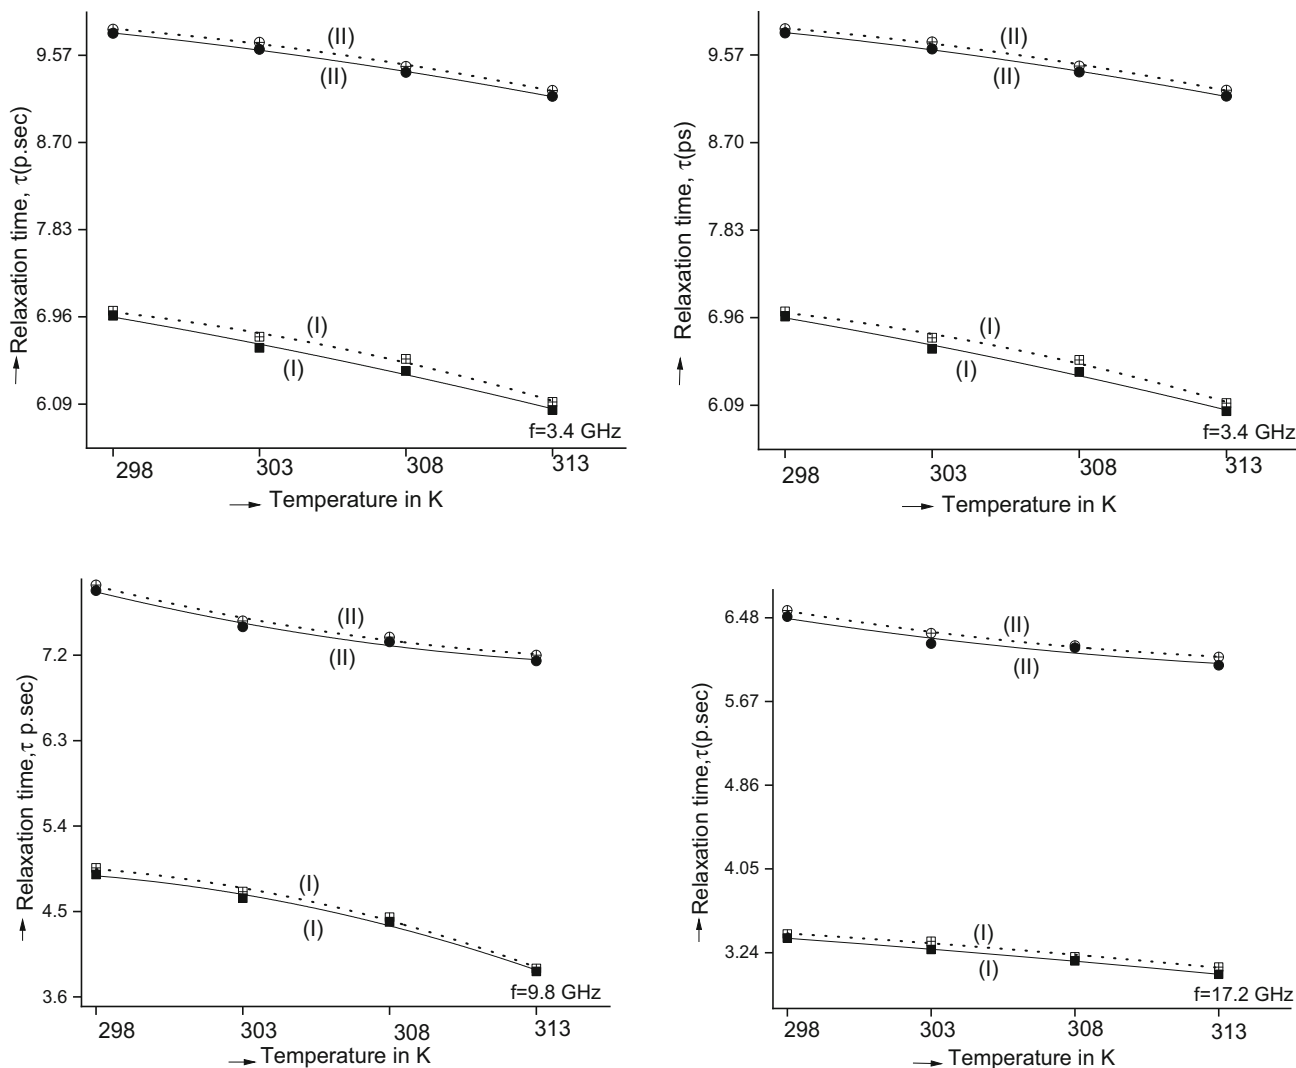 (II)
9.57
(II)
8.70
7.83
6.96
(I)
(I)
6.09
f=3.4 GHz
298
303
308
313
Temperature in K
Relaxation time, τ(p.sec)
(II)
9.57
(II)
8.70
7.83
6.96
(I)
(I)
6.09
f=3.4 GHz
298
303
308
313
Temperature in K
Relaxation time, τ(ps)
(II)
(II)
7.2
6.3
5.4
(I)
4.5
(I)
3.6
f=9.8 GHz
298
303
308
313
Temperature in K
Relaxation time,τ p.sec)
6.48
(II)
(II)
5.67
4.86
4.05
(I)
3.24
(I)
f=17.2 GHz
298
303
308
313
Temperature in K
Relaxation time,τ(p.sec)